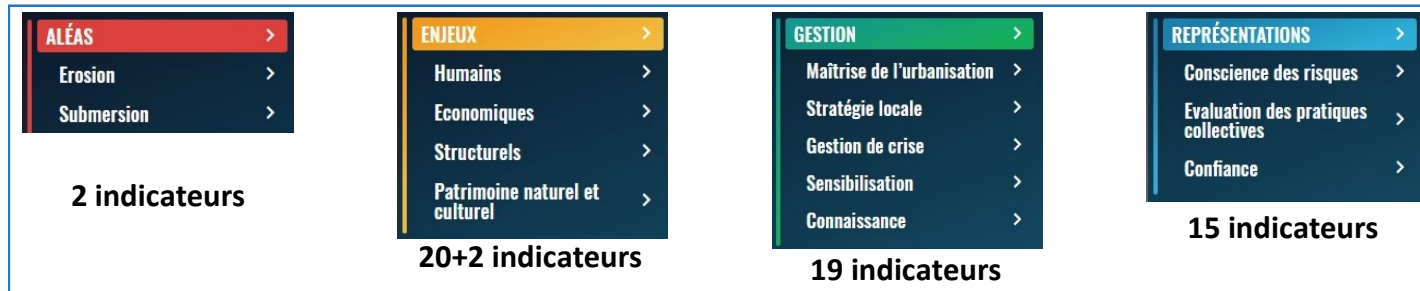 ALÉAS
Erosion
Submersion
2 indicateurs
ENJEUX
Humains
Economiques
Structurels
Patrimoine naturel et
culturel
20+2 indicateurs
GESTION
Maîtrise de l'urbanisation
Stratégie locale
Gestion de crise
Sensibilisation
Connaissance
19 indicateurs
REPRÉSENTATIONS
Conscience des risques
Evaluation des pratiques
collectives
Confiance
15 indicateurs